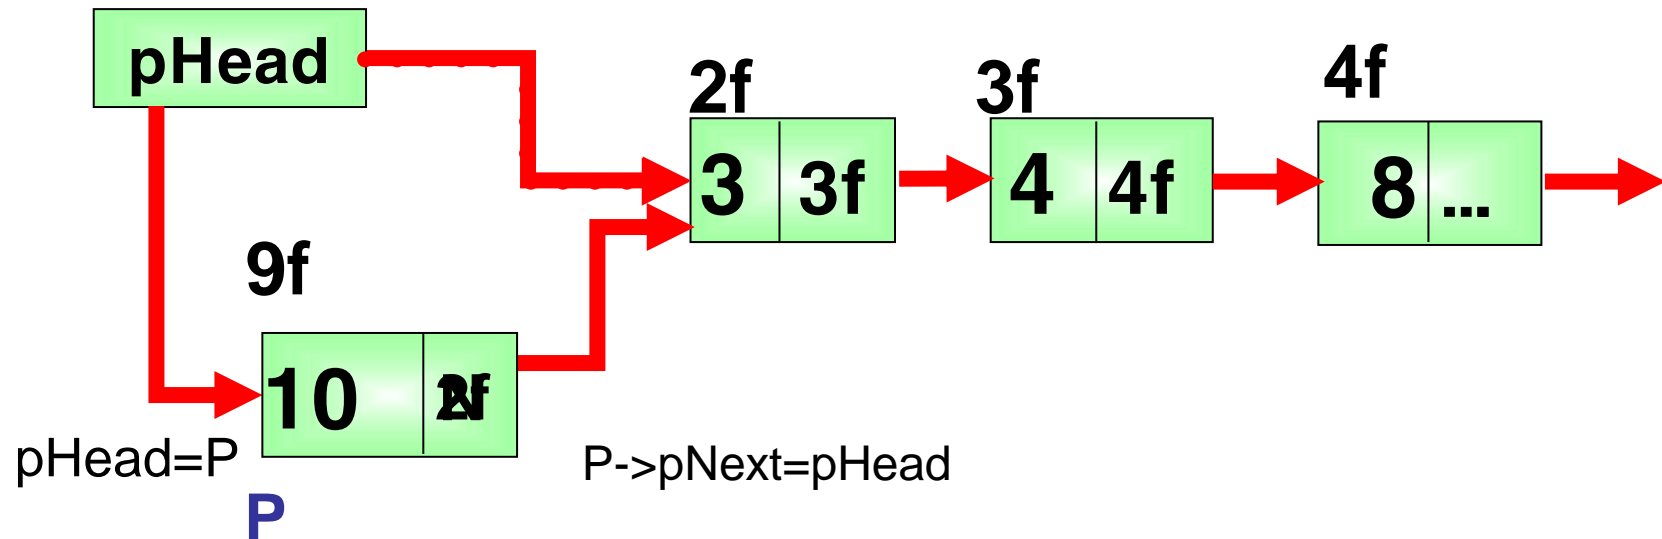 pHead
2f
3f
4f
3 3f
4 4f
8 ...
9f
10
pHead=P
P->pNext=pHead
P